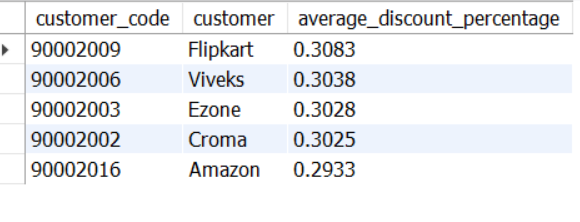 customer_code customer average_discount_percentage
90002009 Flipkart 0.3083
90002006 Viveks 0.3038
90002003 Ezone 0.3028
90002002 Croma 0.3025
90002016 Amazon 0.2933